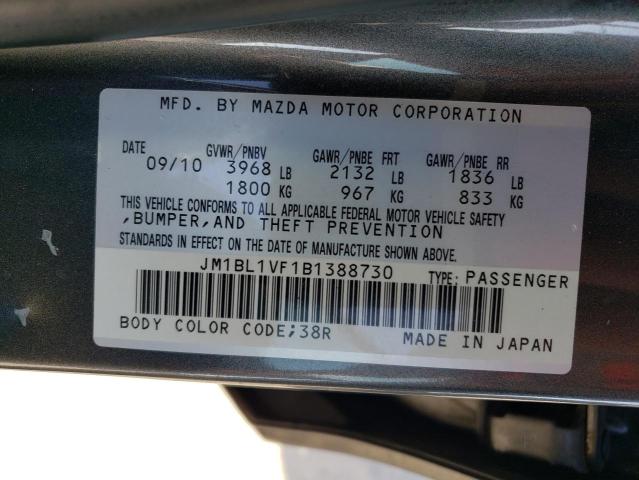 MFD. BY MAZDA MOTOR CORPORATION
DATE GVWR/PNBV GAWR/PNBE FRT GAWR/PNBE RR
09/10 3968 LB 2132 LB 1836 LB
1800 KG 967 KG 833 KG
THIS VEHICLE CONFORMS TO ALL APPLICABLE FEDERAL MOTOR VEHICLE SAFETY
,BUMPER,AND THEFT PREVENTION
STANDARDS IN EFFECT ON THE DATE OF MANUFACTURE SHOWN ABOVE.
JM1BL1VF1B1388730 TYPE: PASSENGER
BODY COLOR CODE;38R MADE IN JAPAN